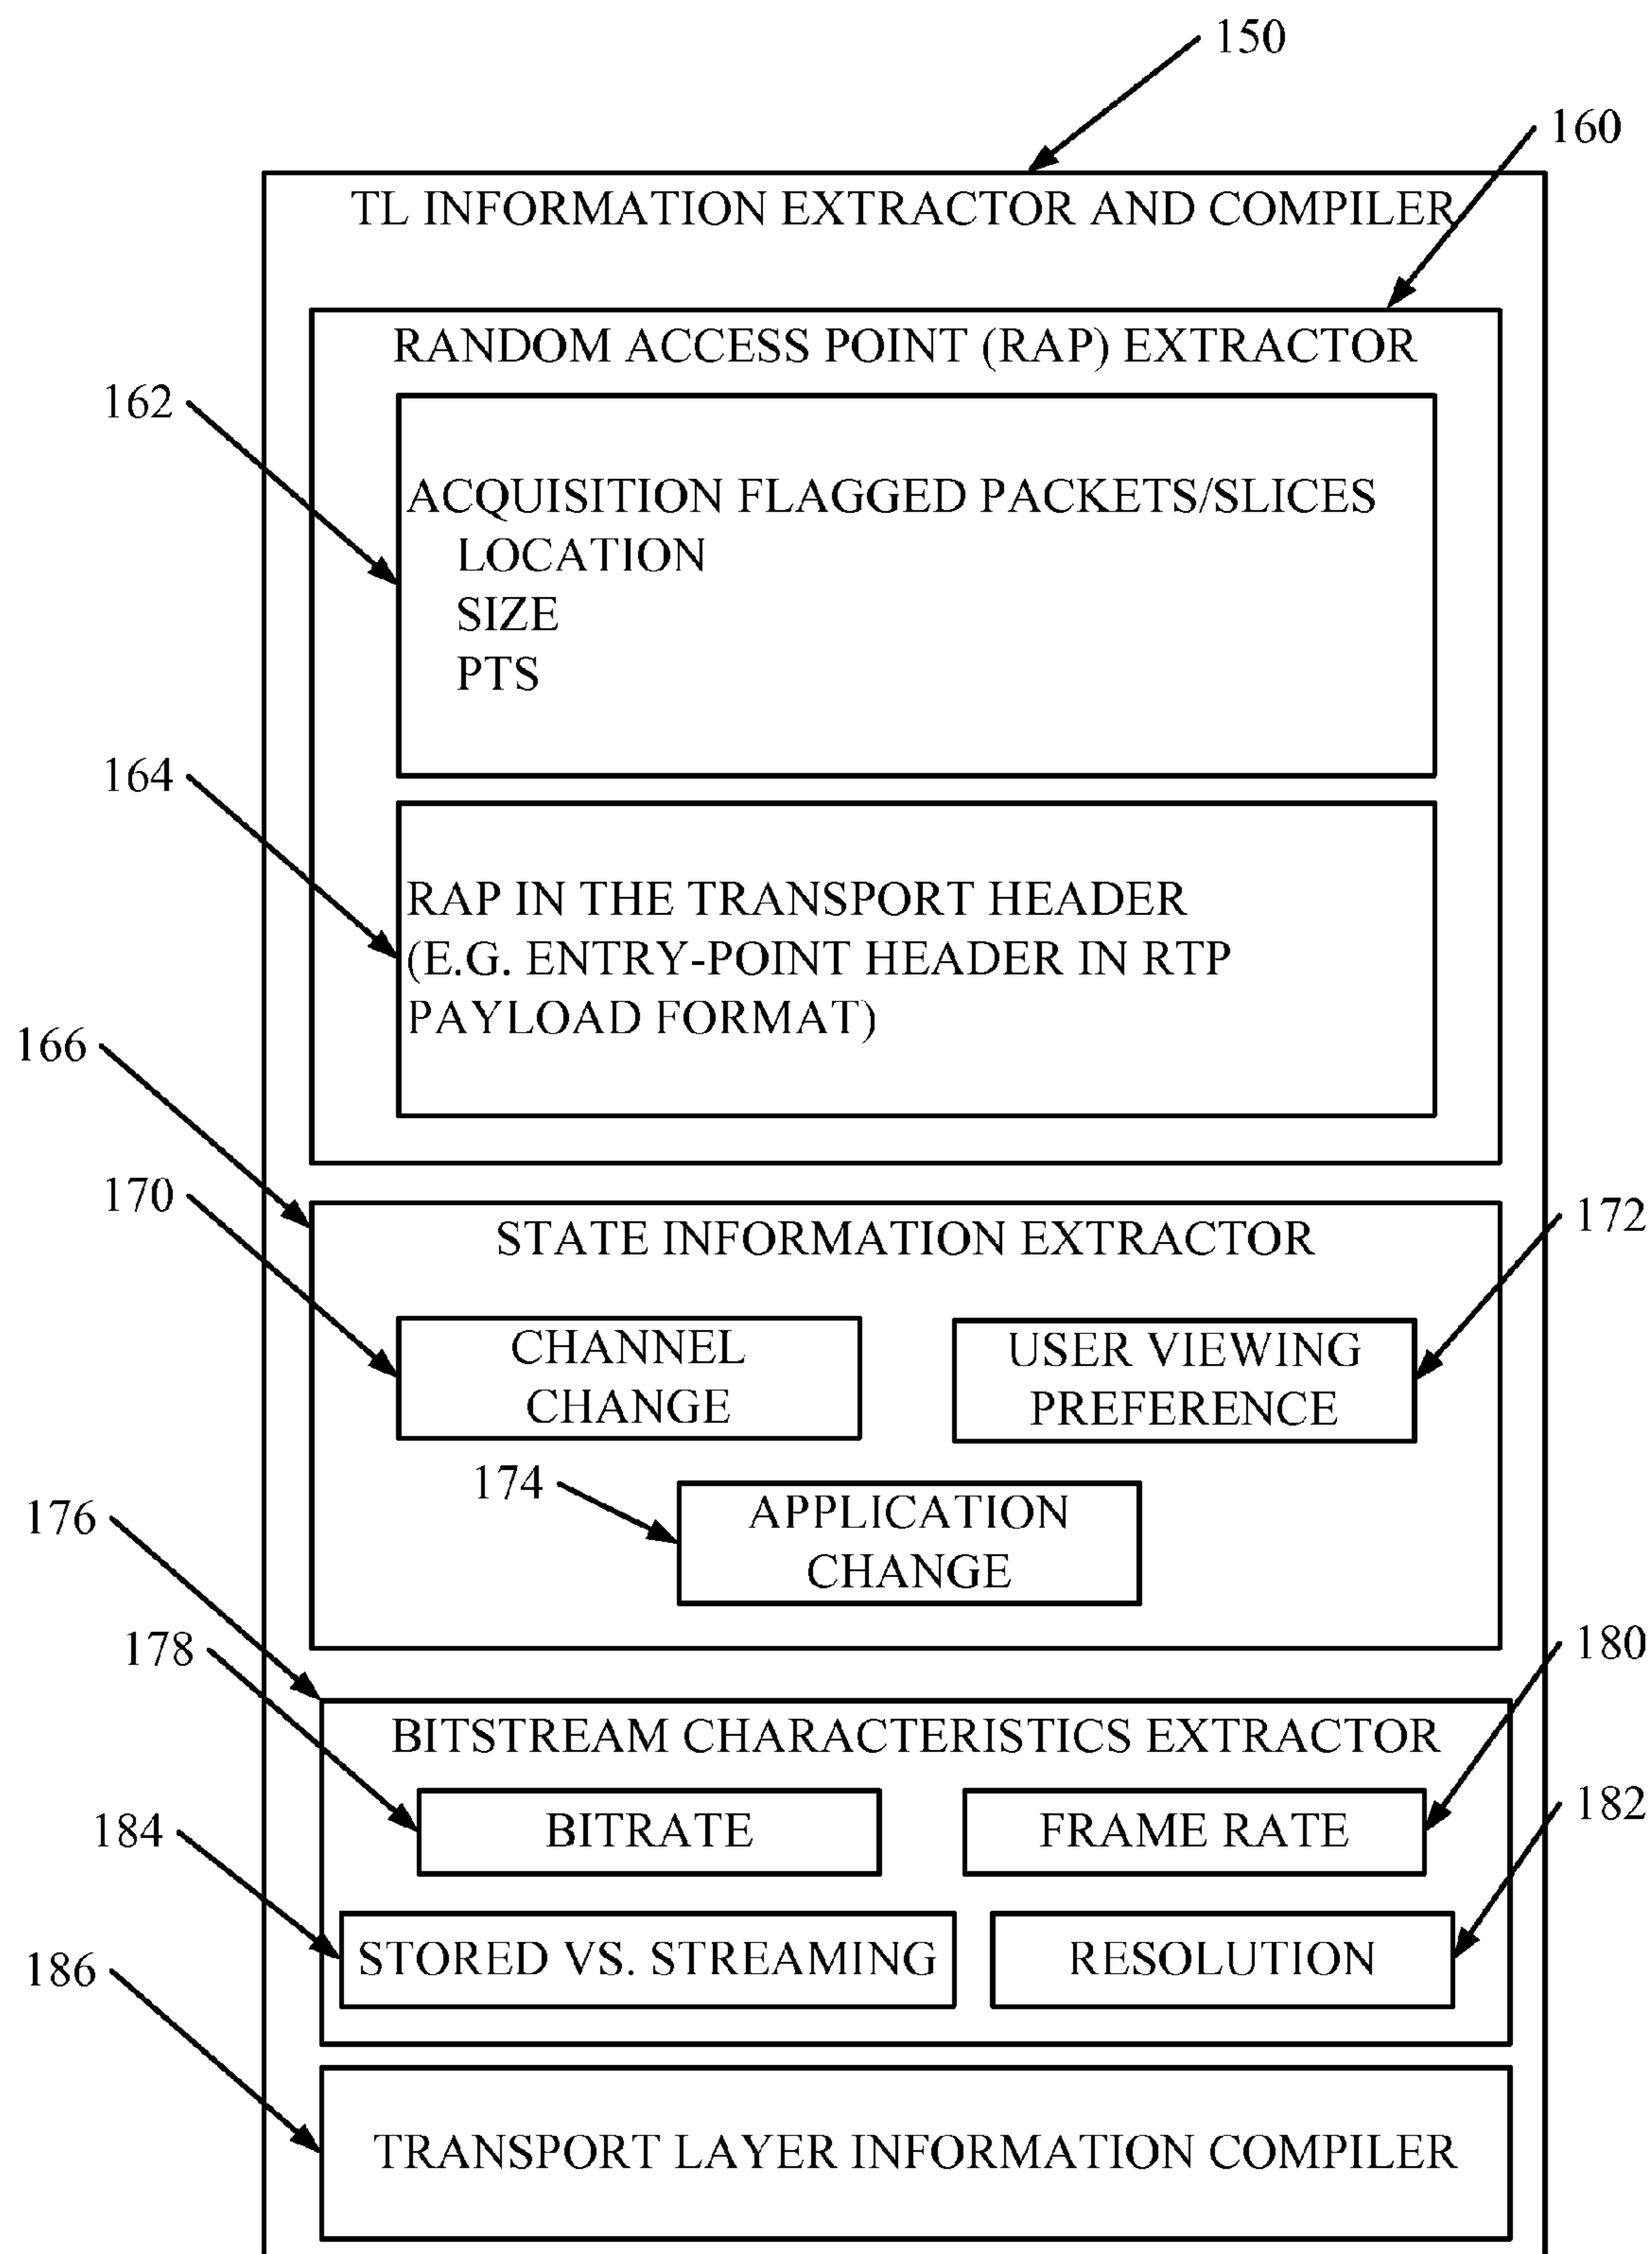 150
160
TL INFORMATION EXTRACTOR AND COMPILER
RANDOM ACCESS POINT (RAP) EXTRACTOR
162
ACQUISITION FLAGGED PACKETS/SLICES
LOCATION
SIZE
PTS
164
RAP IN THE TRANSPORT HEADER
(E.G. ENTRY-POINT HEADER IN RTP
PAYLOAD FORMAT)
166
170
172
STATE INFORMATION EXTRACTOR
CHANNEL
CHANGE
USER VIEWING
PREFERENCE
174
APPLICATION
CHANGE
176
178
180
BITSTREAM CHARACTERISTICS EXTRACTOR
BITRATE
FRAME RATE
184
182
STORED VS. STREAMING
RESOLUTION
186
TRANSPORT LAYER INFORMATION COMPILER